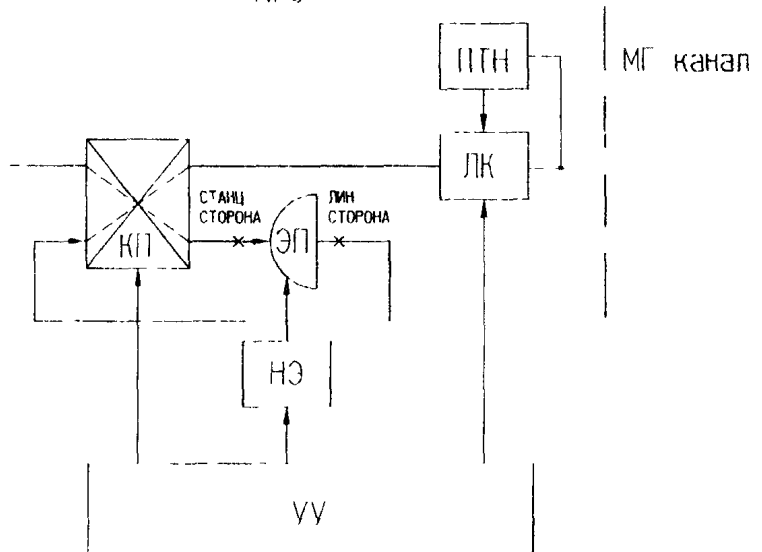 ПТН
МГ канал
ЛК
СТАНЦ
СТОРОНА
ЛИН
СТОРОНА
КП
ЭП
НЭ
УУ